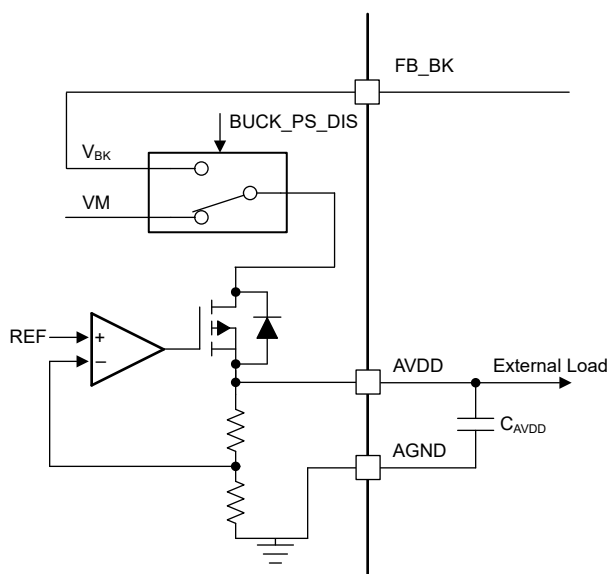 FB_BK
BUCK_PS_DIS
VBK
VM
REF
+
–
AVDD
External Load
CAVDD
AGND